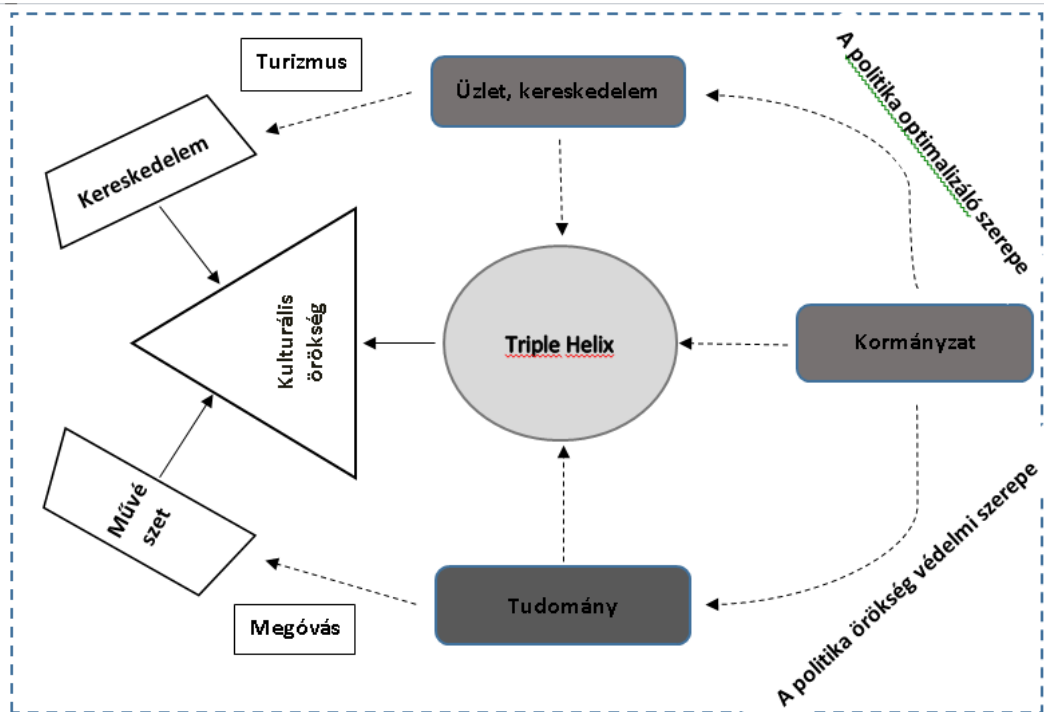 Turizmus
Üzlet, kereskedelem
A politika optimalizáló szerepe
Kereskedelem
Kulturális
örökség
Triple Helix
Kormányzat
Művé
szet
Tudomány
Megóvás
A politika örökség védelmi szerepe